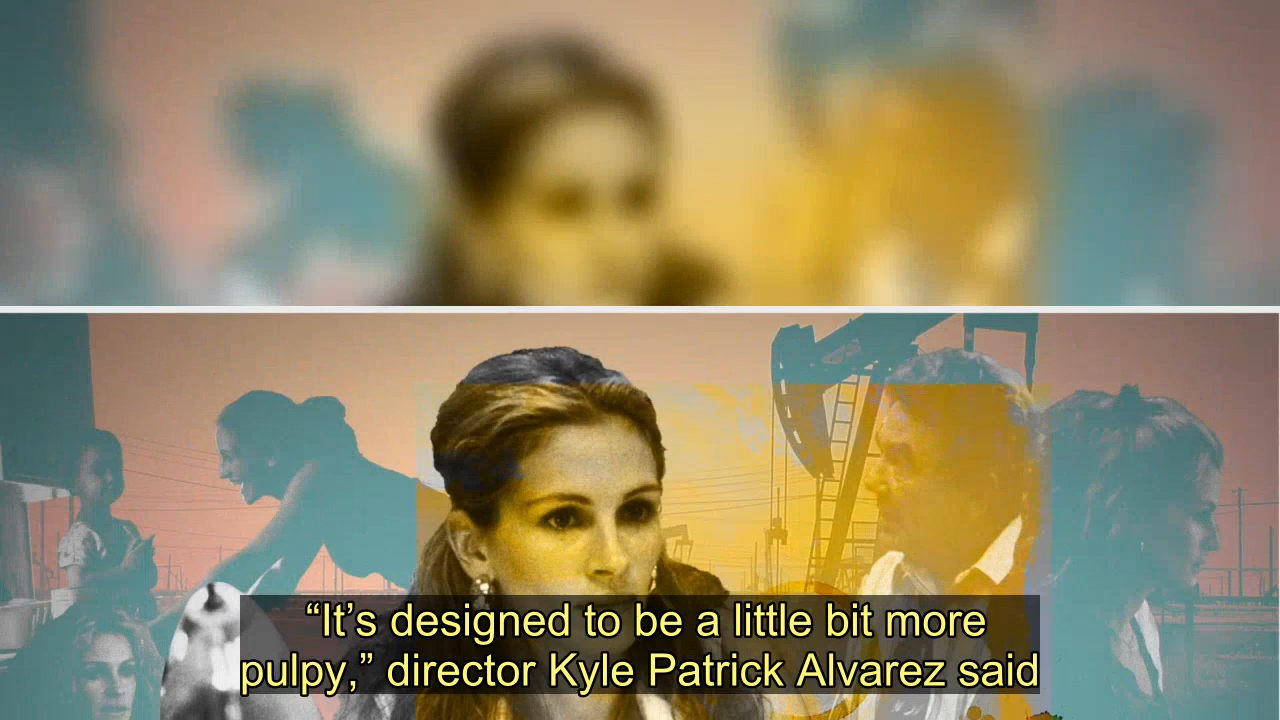 “It’s designed to be a little bit more
pulpy,” director Kyle Patrick Alvarez said